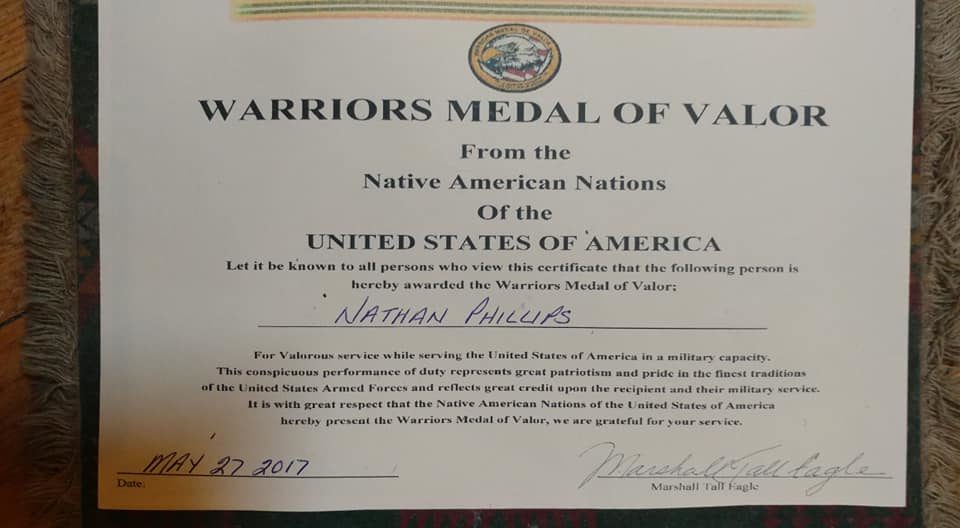 WARRIORS MEDAL OF VALOR
From the
Native American Nations
Of the
UNITED STATES OF AMERICA
Let it be known to all persons who view this certificate that the following person is
hereby awarded the Warriors Medal of Valor:
NATHAN PHILLIPS
For Valorous service while serving the United States of America in a military capacity.
This conspicuous performance of duty represents great patriotism and pride in the finest traditions
of the United States Armed Forces and reflects great credit upon the recipient and their military service.
It is with great respect that the Native American Nations of the United States of America
hereby present the Warriors Medal of Valor, we are grateful for your service.
MAY 27 2017 Marshall Tall Eagle
Date: Marshall Tall Eagle